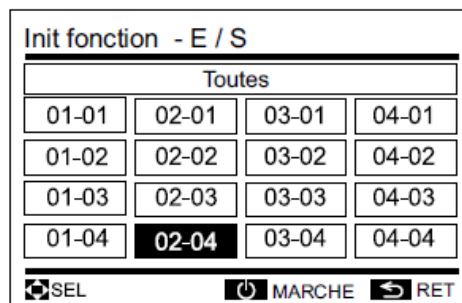 Init fonction - E / S
Toutes
01-01 02-01 03-01 04-01
01-02 02-02 03-02 04-02
01-03 02-03 03-03 04-03
01-04 02-04 03-04 04-04
SEL MARCHE RET